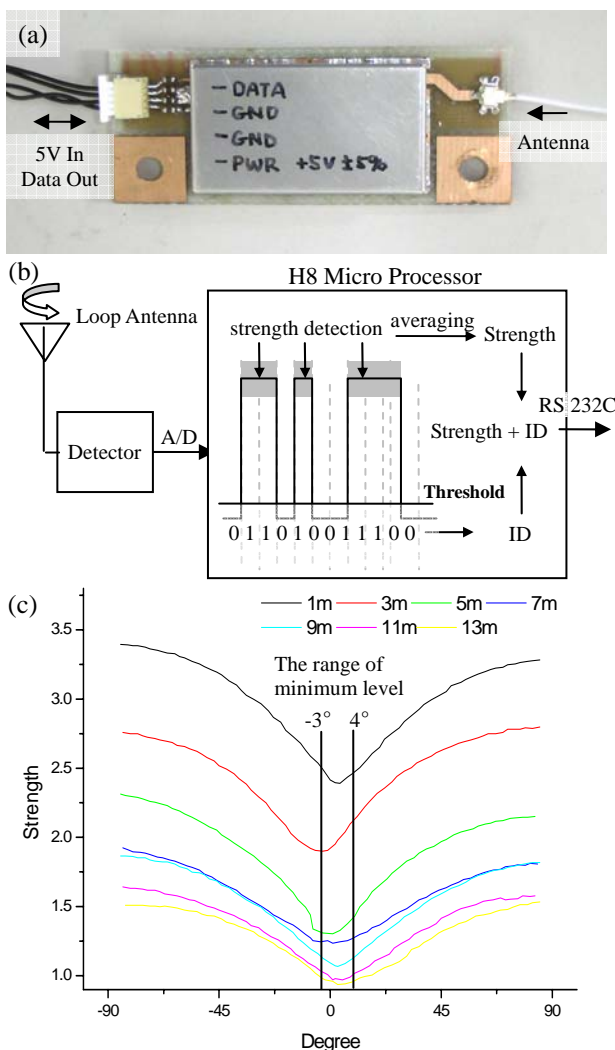 (a)
– DATA
– GND
– GND
– PWR +5V ±5%
5V In
Data Out
Antenna
(b)
H8 Micro Processor
Loop Antenna
strength detection
averaging
Strength
RS 232C
Detector
A/D
Strength + ID
Threshold
0 1 1 0 1 0 0 1 1 1 0 0
ID
(c)
1m 3m 5m 7m
9m 11m 13m
The range of
minimum level
-3° 4°
3.5
3.0
2.5
2.0
1.5
1.0
Strength
-90 -45 0 45 90
Degree